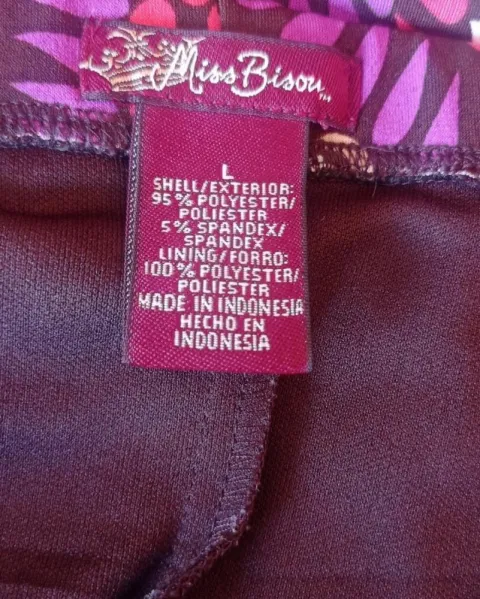 Miss Bisou...
L
SHELL/EXTERIOR:
95% POLYESTER/
POLIESTER
5% SPANDEX/
SPANDEX
LINING/FORRO:
100% POLYESTER/
POLIESTER
MADE IN INDONESIA
HECHO EN
INDONESIA